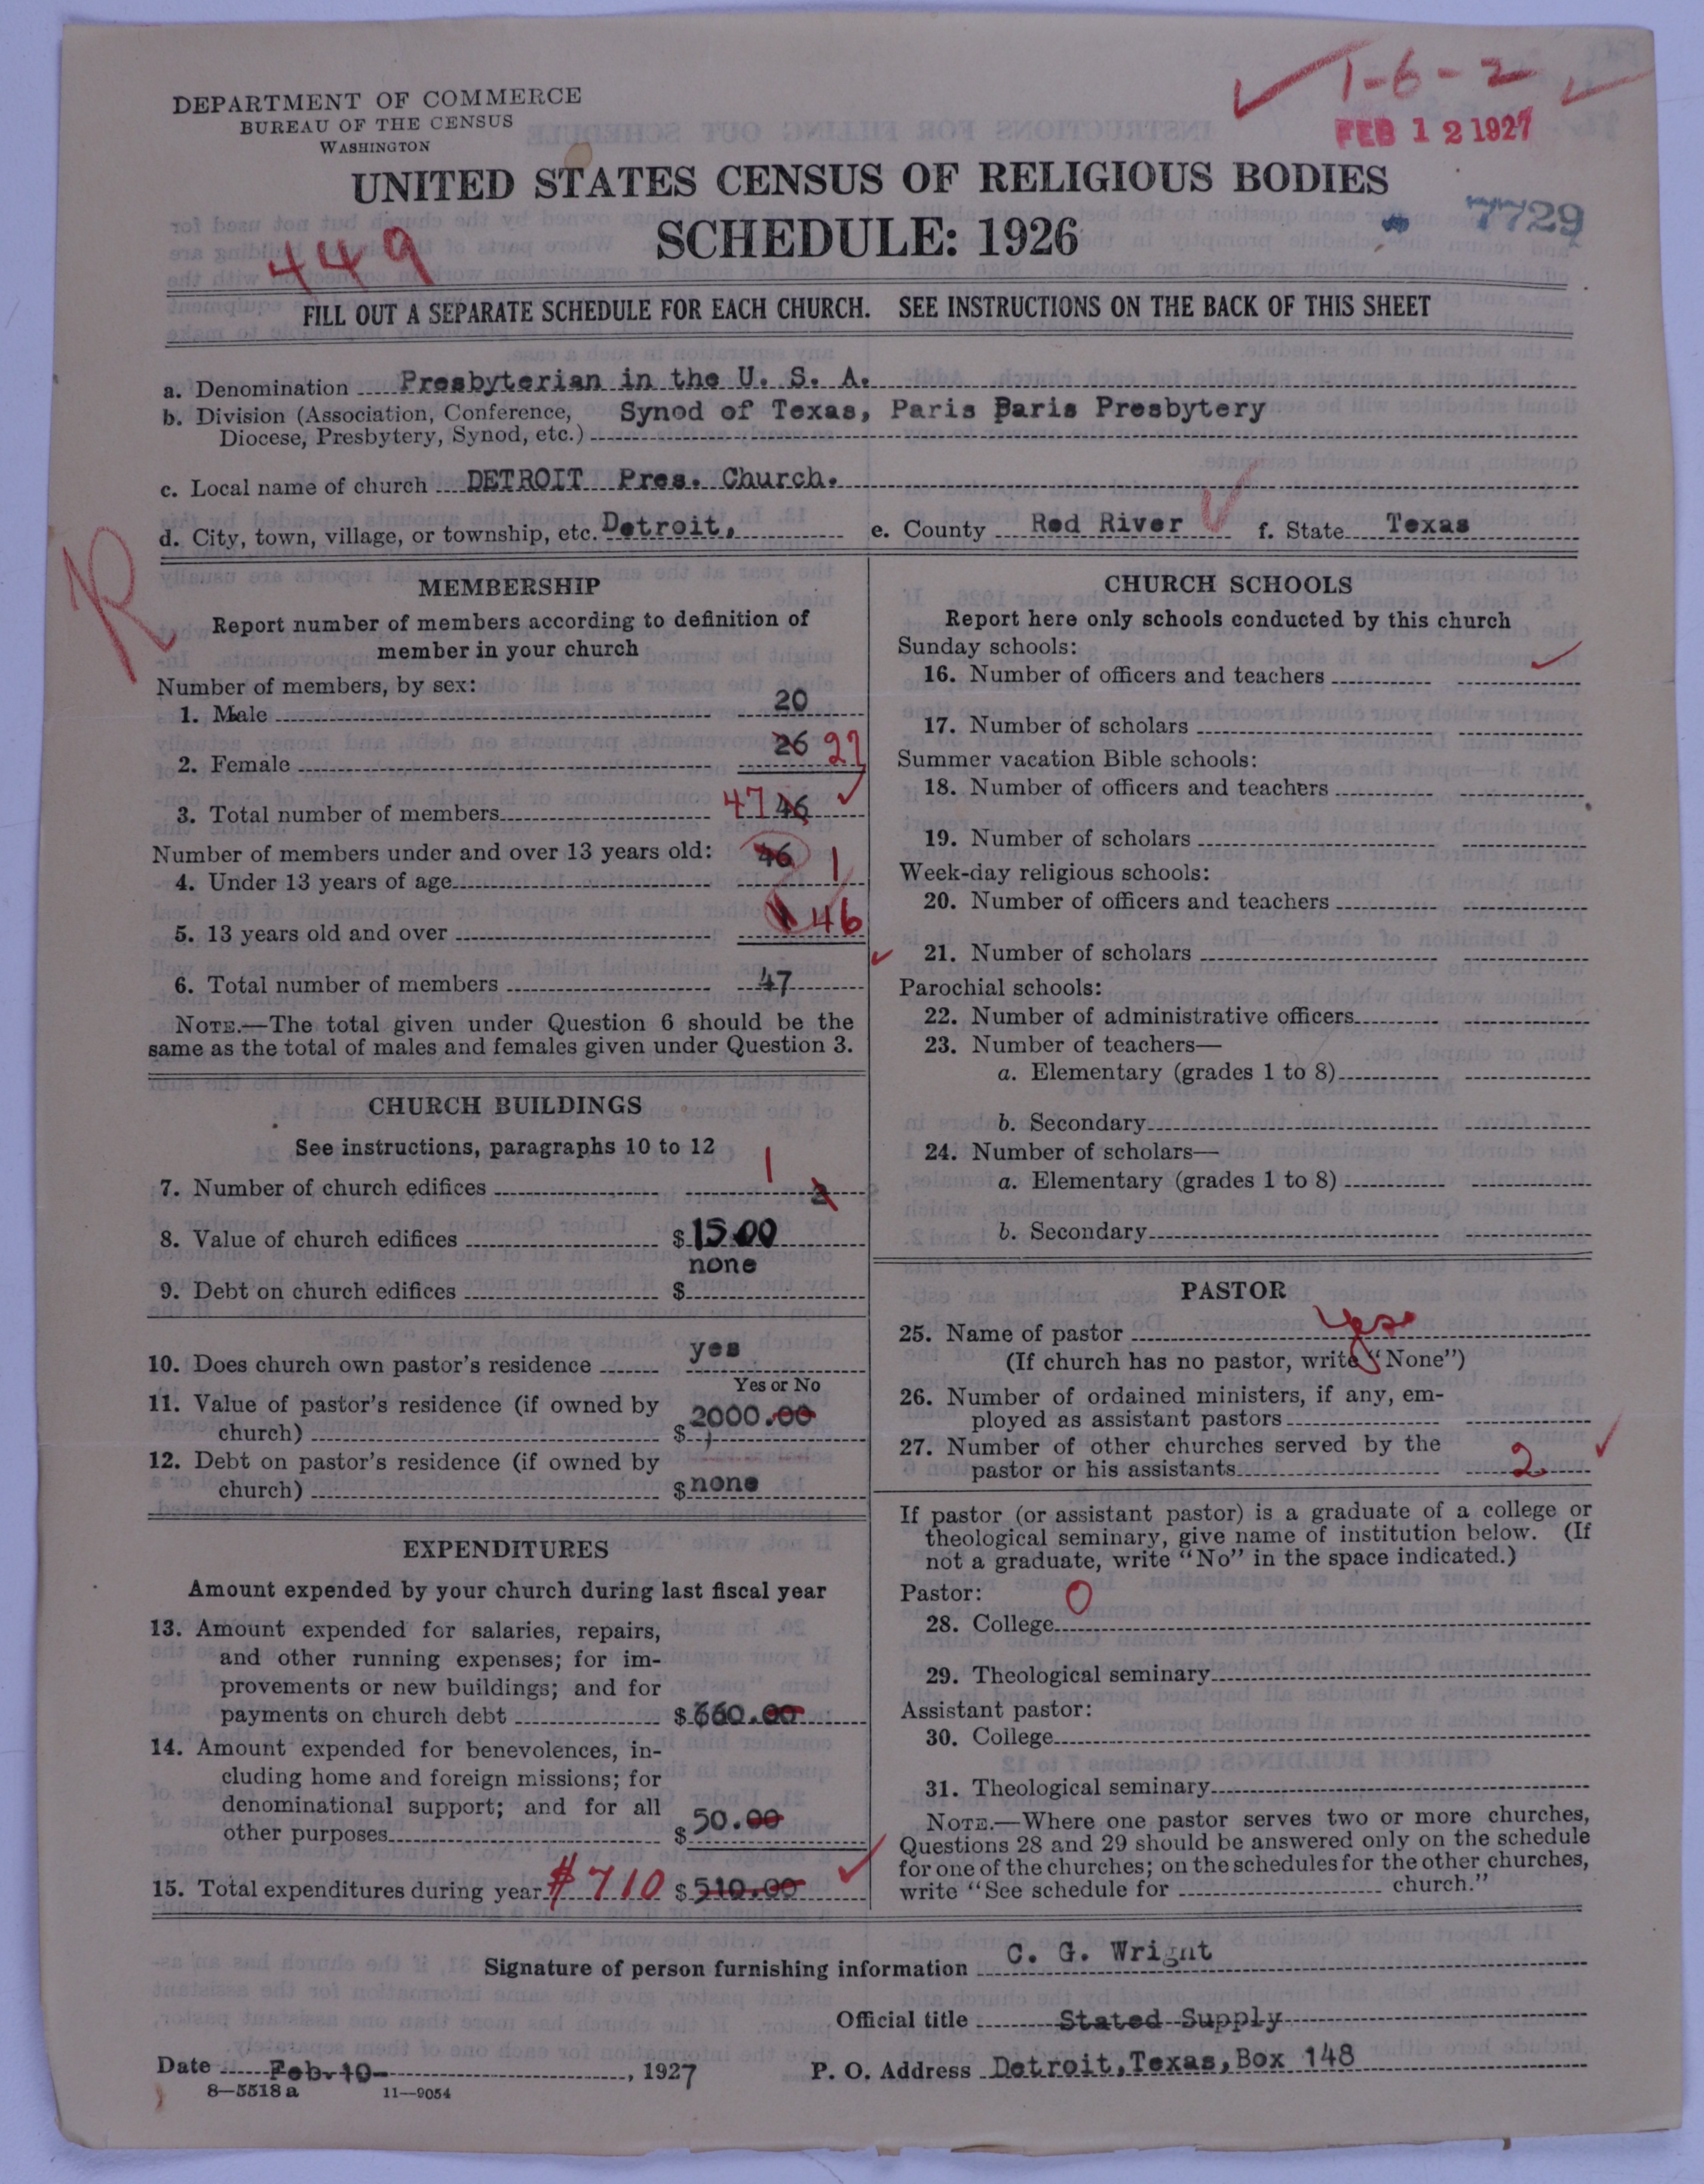 DEPARTMENT OF COMMERCE
BUREAU OF THE CENSUS
WASHINGTON
1-6-2
FEB 12 1927
UNITED STATES CENSUS OF RELIGIOUS BODIES
SCHEDULE: 1926
7729
449
FILL OUT A SEPARATE SCHEDULE FOR EACH CHURCH. SEE INSTRUCTIONS ON THE BACK OF THIS SHEET
a. Denomination Presbyterian in the U. S. A.
b. Division (Association, Conference, Synod of Texas, Paris Paris Presbytery
Diocese, Presbytery, Synod, etc.)
c. Local name of church DETROIT Pres. Church.
d. City, town, village, or township, etc. Detroit, e. County Red River f. State Texas
R
MEMBERSHIP
Report number of members according to definition of
member in your church
Number of members, by sex:
1. Male 20
2. Female 26 27
3. Total number of members 47 46
Number of members under and over 13 years old: 46
4. Under 13 years of age 1
5. 13 years old and over 1 46
6. Total number of members 47
NOTE.—The total given under Question 6 should be the
same as the total of males and females given under Question 3.
CHURCH BUILDINGS
See instructions, paragraphs 10 to 12
7. Number of church edifices 1
8. Value of church edifices $ 1500
none
9. Debt on church edifices $
10. Does church own pastor's residence yes
Yes or No
11. Value of pastor's residence (if owned by
church) $ 2000.00
12. Debt on pastor's residence (if owned by
church) $ none
EXPENDITURES
Amount expended by your church during last fiscal year
13. Amount expended for salaries, repairs,
and other running expenses; for im-
provements or new buildings; and for
payments on church debt $ 660.00
14. Amount expended for benevolences, in-
cluding home and foreign missions; for
denominational support; and for all
other purposes $ 50.00
15. Total expenditures during year $710 $ 510.00
CHURCH SCHOOLS
Report here only schools conducted by this church
Sunday schools:
16. Number of officers and teachers
17. Number of scholars
Summer vacation Bible schools:
18. Number of officers and teachers
19. Number of scholars
Week-day religious schools:
20. Number of officers and teachers
21. Number of scholars
Parochial schools:
22. Number of administrative officers
23. Number of teachers—
a. Elementary (grades 1 to 8)
b. Secondary
24. Number of scholars—
a. Elementary (grades 1 to 8)
b. Secondary
PASTOR
25. Name of pastor yes
(If church has no pastor, write "None")
26. Number of ordained ministers, if any, em-
ployed as assistant pastors
27. Number of other churches served by the
pastor or his assistants 2
If pastor (or assistant pastor) is a graduate of a college or
theological seminary, give name of institution below. (If
not a graduate, write "No" in the space indicated.)
Pastor: 0
28. College
29. Theological seminary
Assistant pastor:
30. College
31. Theological seminary
NOTE.—Where one pastor serves two or more churches,
Questions 28 and 29 should be answered only on the schedule
for one of the churches; on the schedules for the other churches,
write "See schedule for church."
Signature of person furnishing information C. G. Wright
Official title Stated Supply
Date Feb. 10 , 1927 P. O. Address Detroit, Texas, Box 148
8—5518 a 11—9054